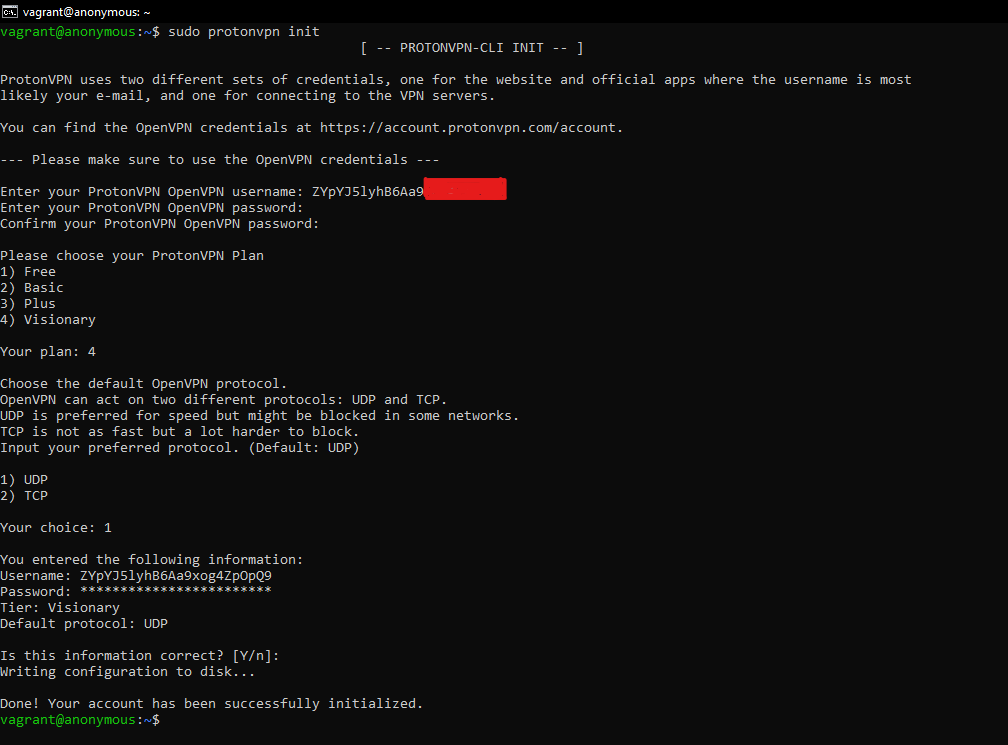 vagrant@anonymous: ~
vagrant@anonymous:~$ sudo protonvpn init
[ -- PROTONVPN-CLI INIT -- ]
ProtonVPN uses two different sets of credentials, one for the website and official apps where the username is most
likely your e-mail, and one for connecting to the VPN servers.
You can find the OpenVPN credentials at https://account.protonvpn.com/account.
--- Please make sure to use the OpenVPN credentials ---
Enter your ProtonVPN OpenVPN username: ZYpYJ5lyhB6Aa9
Enter your ProtonVPN OpenVPN password:
Confirm your ProtonVPN OpenVPN password:
Please choose your ProtonVPN Plan
1) Free
2) Basic
3) Plus
4) Visionary
Your plan: 4
Choose the default OpenVPN protocol.
OpenVPN can act on two different protocols: UDP and TCP.
UDP is preferred for speed but might be blocked in some networks.
TCP is not as fast but a lot harder to block.
Input your preferred protocol. (Default: UDP)
1) UDP
2) TCP
Your choice: 1
You entered the following information:
Username: ZYpYJ5lyhB6Aa9xog4ZpOpQ9
Password: ************************
Tier: Visionary
Default protocol: UDP
Is this information correct? [Y/n]:
Writing configuration to disk...
Done! Your account has been successfully initialized.
vagrant@anonymous:~$